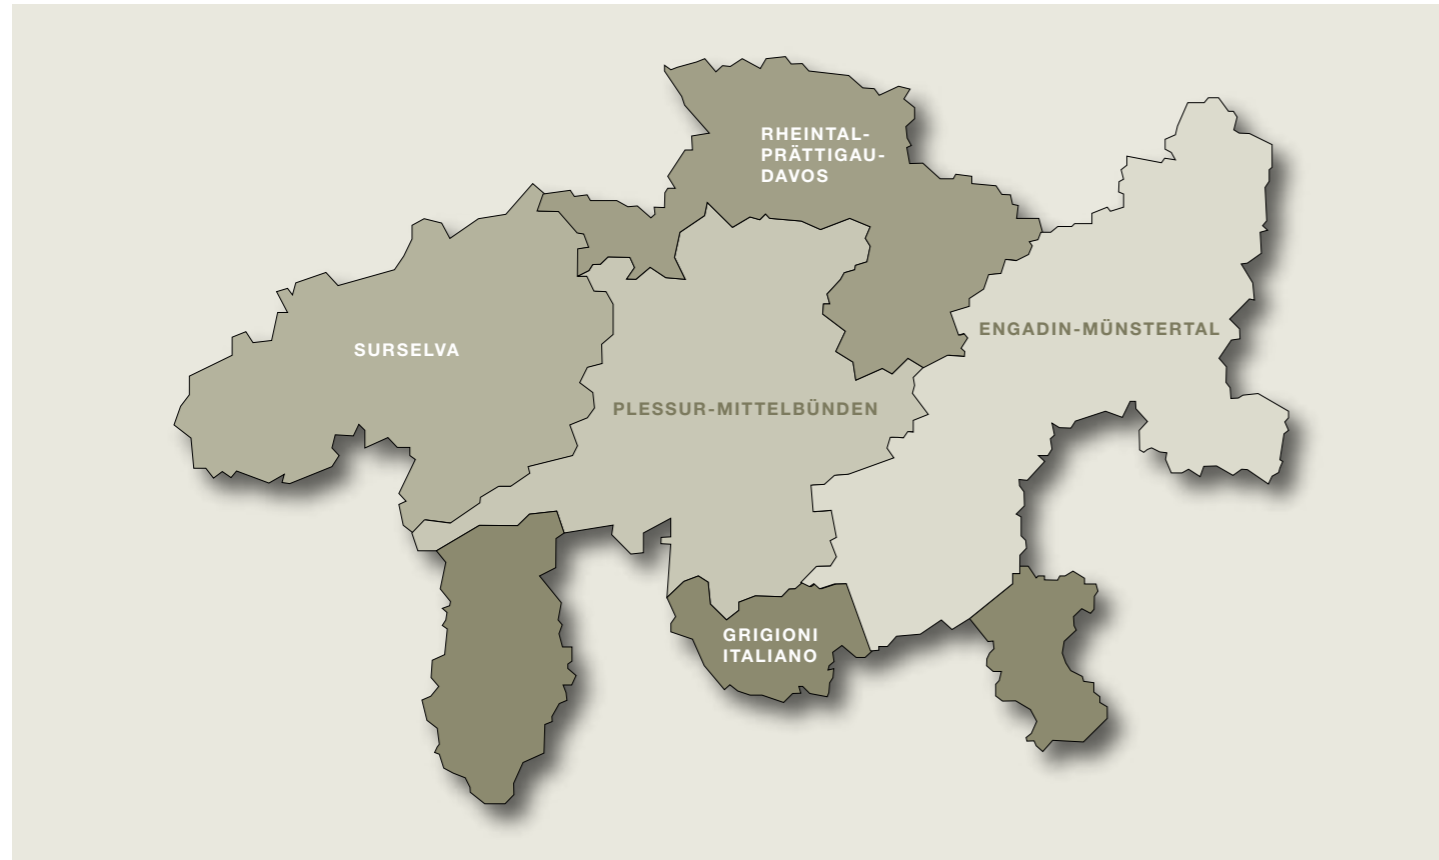 RHEINTAL-
PRÄTTIGAU-
DAVOS
ENGADIN-MÜNSTERTAL
SURSELVA
PLESSUR-MITTELBÜNDEN
GRIGIONI
ITALIANO